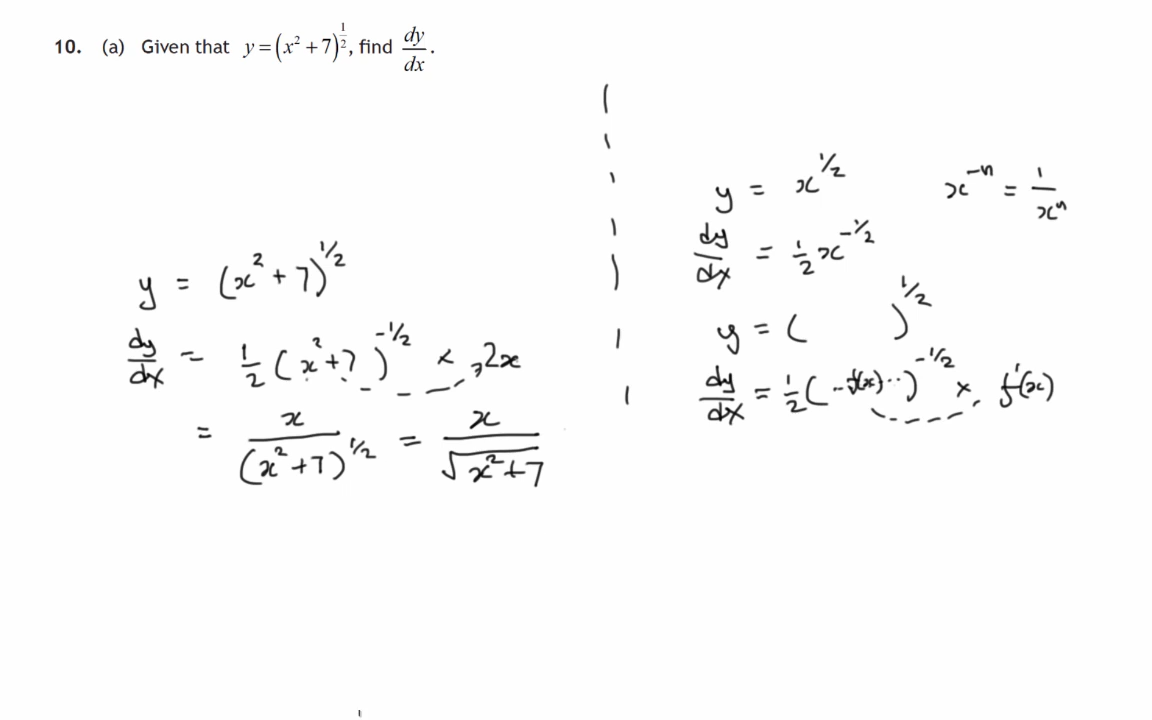 10. (a) Given that y = (x² + 7)^{1/2}, find dy/dx.
y = (x² + 7)^{1/2}
dy/dx = 1/2 (x² + 7)^{-1/2} × 2x
= x/(x² + 7)^{1/2} = x/√(x² + 7)
y = x^{1/2}
x^{-n} = 1/x^n
dy/dx = 1/2 x^{-1/2}
y = ( )^{1/2}
dy/dx = 1/2 (-f(x)··)^{-1/2} × f'(x)